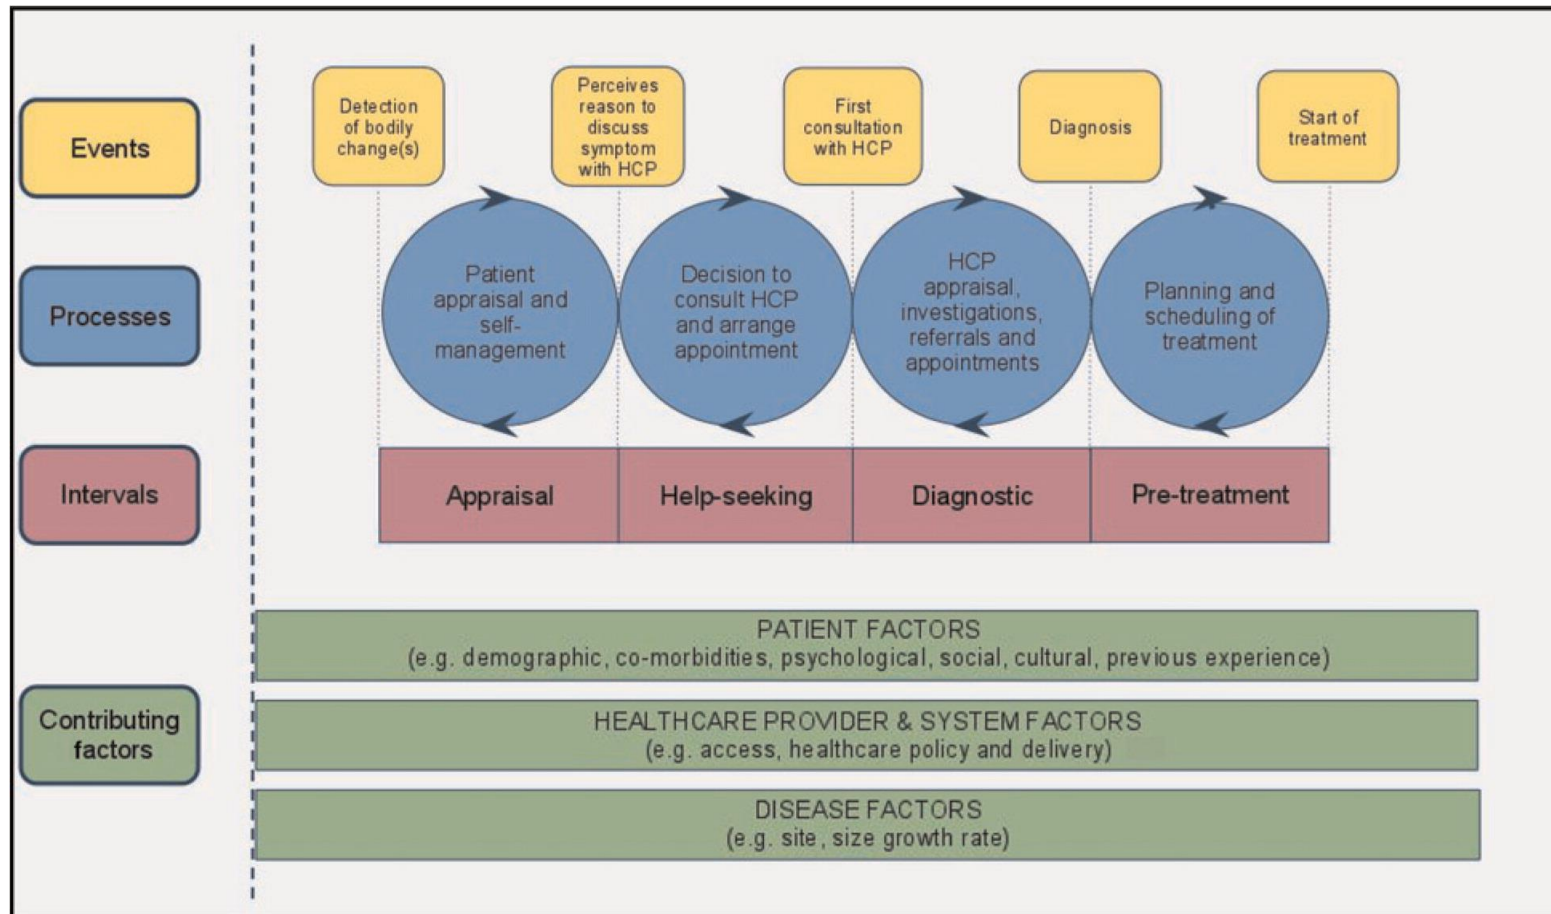 Events
Detection
of bodily
change(s)
Perceives
reason to
discuss
symptom
with HCP
First
consultation
with HCP
Diagnosis
Start of
treatment
Processes
Patient
appraisal and
self-
management
Decision to
consult HCP
and arrange
appointment
HCP
appraisal,
investigations,
referrals and
appointments
Planning and
scheduling of
treatment
Intervals
Appraisal
Help-seeking
Diagnostic
Pre-treatment
Contributing
factors
PATIENT FACTORS
(e.g. demographic, co-morbidities, psychological, social, cultural, previous experience)
HEALTHCARE PROVIDER & SYSTEM FACTORS
(e.g. access, healthcare policy and delivery)
DISEASE FACTORS
(e.g. site, size growth rate)